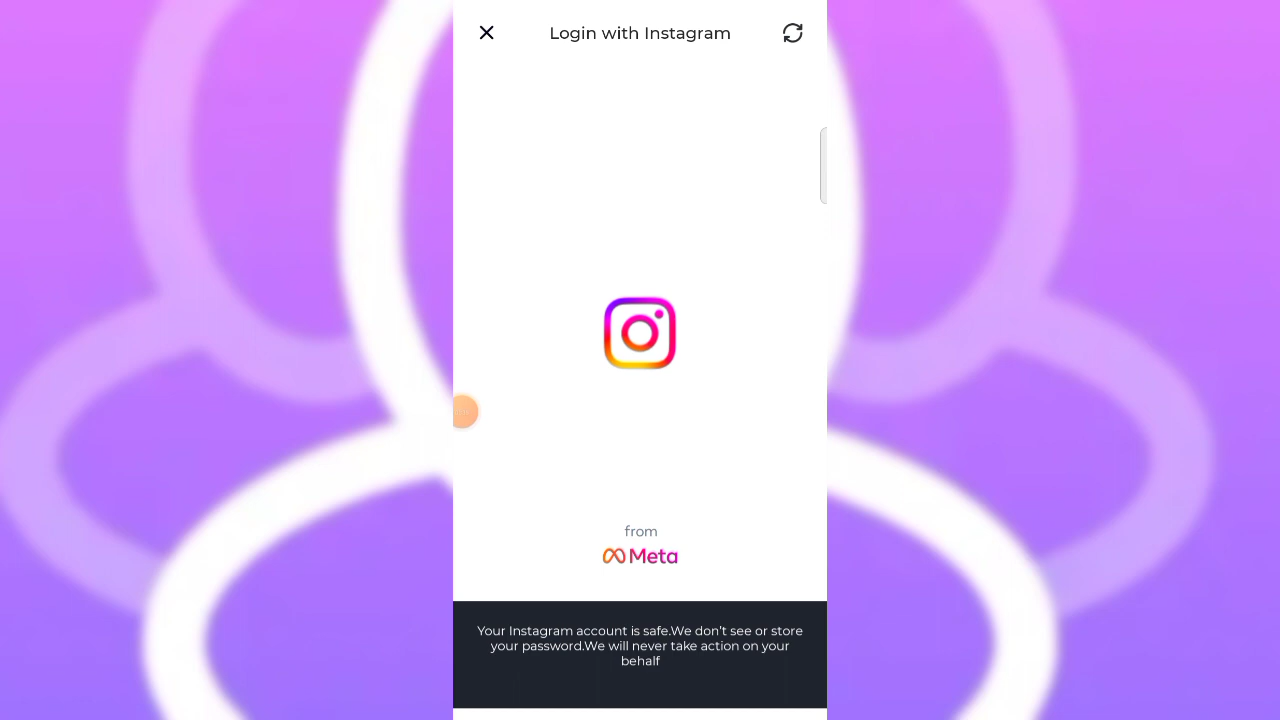 Login with Instagram
from
Meta
Your Instagram account is safe.We don't see or store
your password.We will never take action on your
behalf